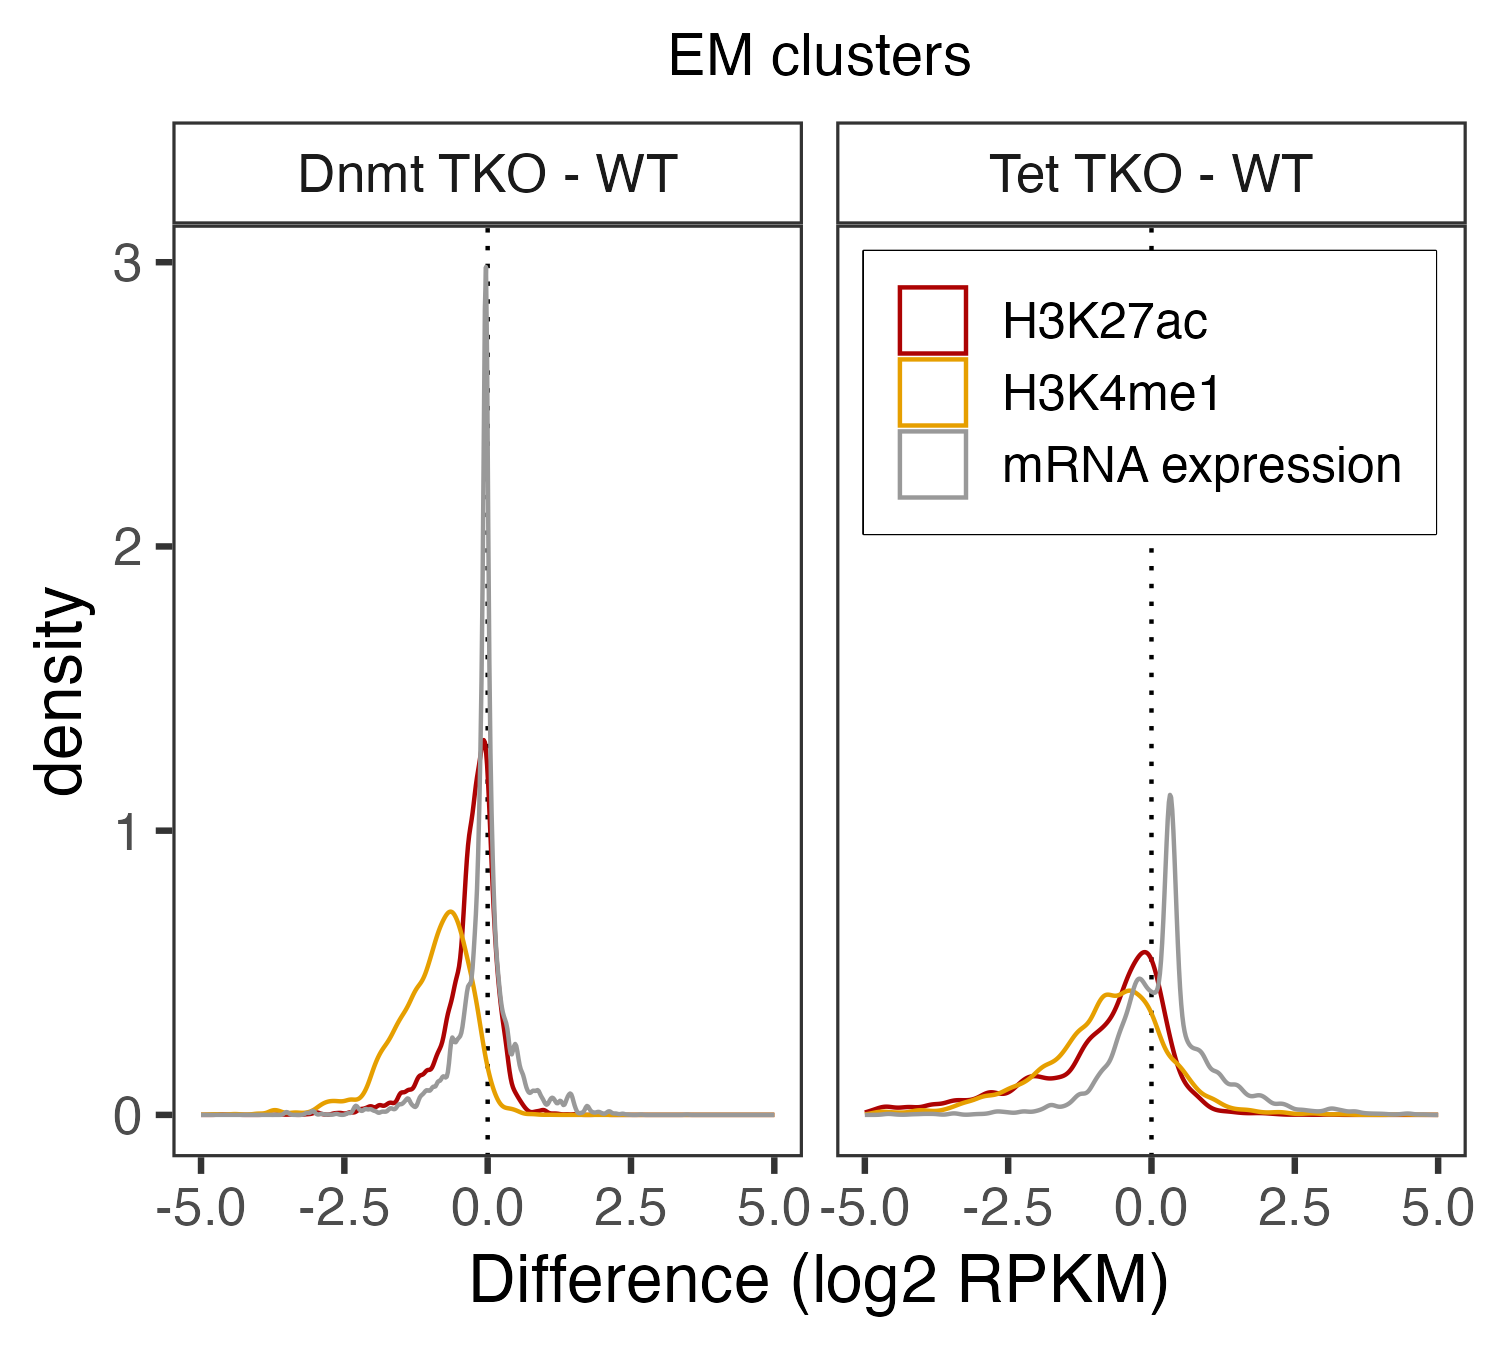 EM clusters
Dnmt TKO - WT
Tet TKO - WT
H3K27ac
H3K4me1
mRNA expression
density
3
2
1
0
-5.0 -2.5 0.0 2.5 5.0 -5.0 -2.5 0.0 2.5 5.0
Difference (log2 RPKM)